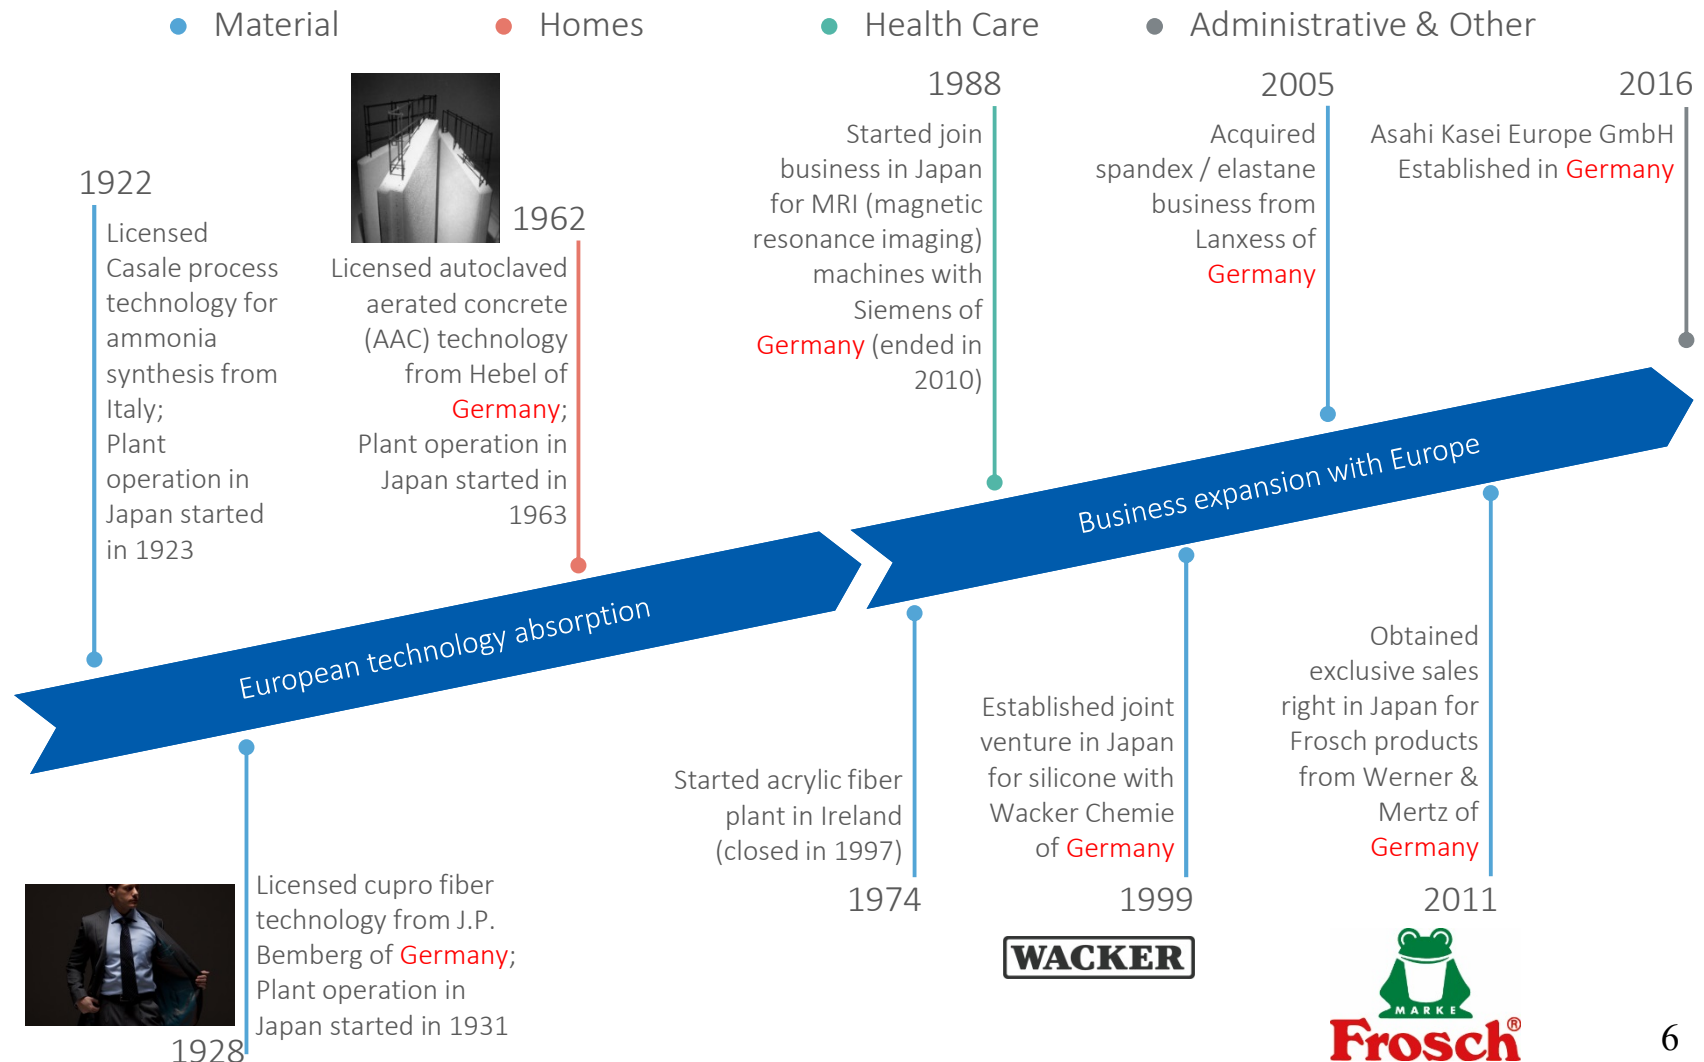 Material
Homes
Health Care
Administrative & Other
1922
Licensed
Casale process
technology for
ammonia
synthesis from
Italy;
Plant
operation in
Japan started
in 1923
1962
Licensed autoclaved
aerated concrete
(AAC) technology
from Hebel of
Germany;
Plant operation in
Japan started in
1963
1988
Started join
business in Japan
for MRI (magnetic
resonance imaging)
machines with
Siemens of
Germany (ended in
2010)
2005
Acquired
spandex / elastane
business from
Lanxess of
Germany
2016
Asahi Kasei Europe GmbH
Established in Germany
European technology absorption
Business expansion with Europe
Licensed cupro fiber
technology from J.P.
Bemberg of Germany;
Plant operation in
Japan started in 1931
1928
Started acrylic fiber
plant in Ireland
(closed in 1997)
1974
Established joint
venture in Japan
for silicone with
Wacker Chemie
of Germany
1999
WACKER
Obtained
exclusive sales
right in Japan for
Frosch products
from Werner &
Mertz of
Germany
2011
MARKE
Frosch®
6